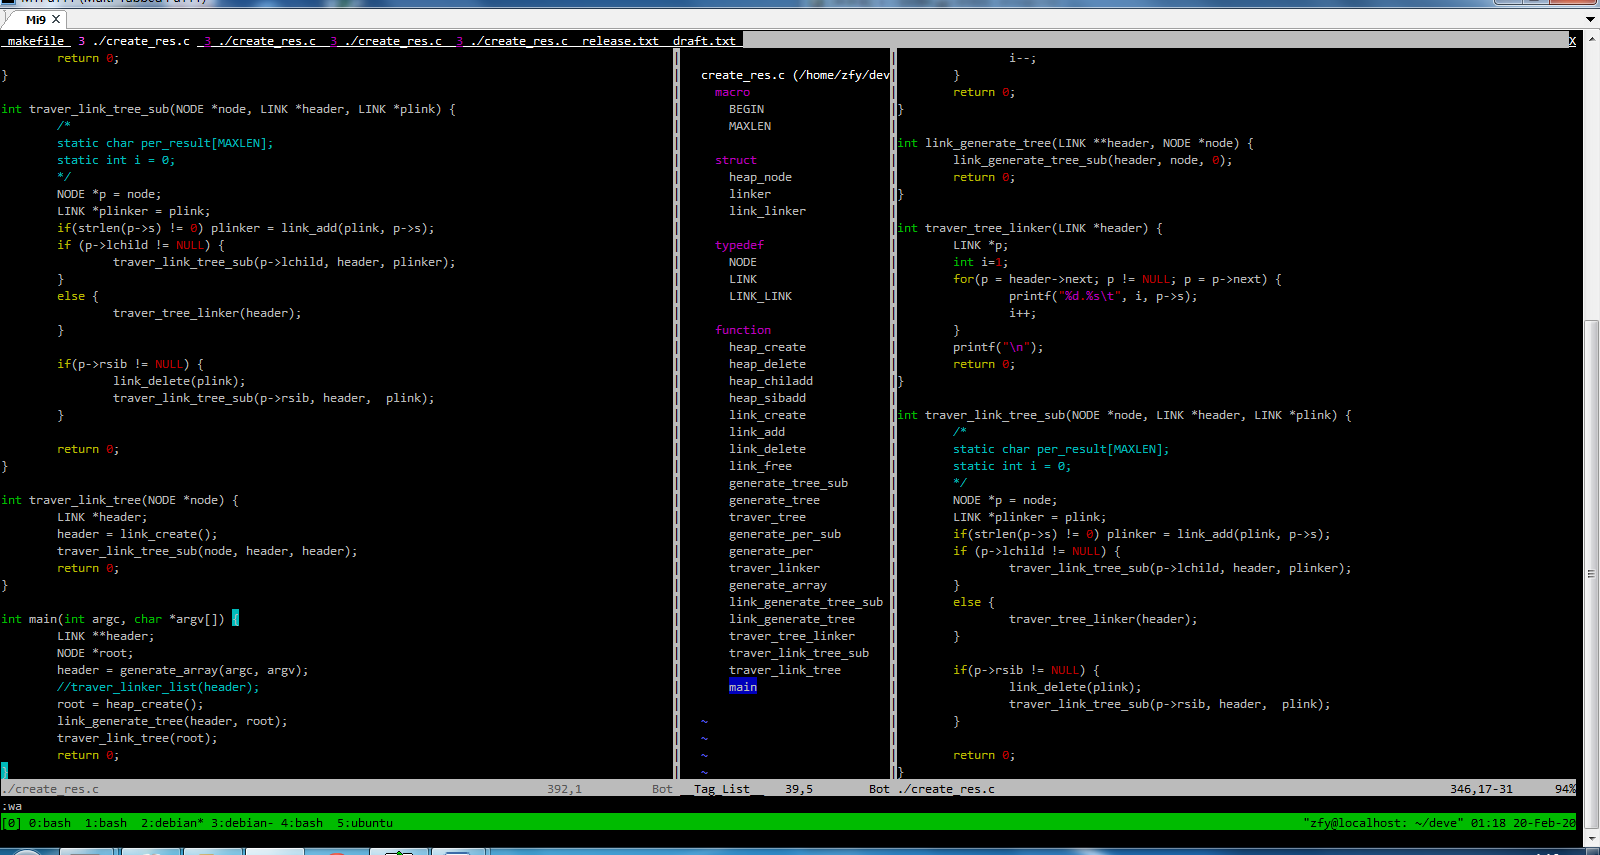 Mi9 X
makefile  3 ./create_res.c  3 ./create_res.c  3 ./create_res.c  3 ./create_res.c  release.txt  draft.txt X
return 0;
}
int traver_link_tree_sub(NODE *node, LINK *header, LINK *plink) {
/*
static char per_result[MAXLEN];
static int i = 0;
*/
NODE *p = node;
LINK *plinker = plink;
if(strlen(p->s) != 0) plinker = link_add(plink, p->s);
if (p->lchild != NULL) {
traver_link_tree_sub(p->lchild, header, plinker);
}
else {
traver_tree_linker(header);
}
if(p->rsib != NULL) {
link_delete(plink);
traver_link_tree_sub(p->rsib, header,  plink);
}
return 0;
}
int traver_link_tree(NODE *node) {
LINK *header;
header = link_create();
traver_link_tree_sub(node, header, header);
return 0;
}
int main(int argc, char *argv[]) {
LINK **header;
NODE *root;
header = generate_array(argc, argv);
//traver_linker_list(header);
root = heap_create();
link_generate_tree(header, root);
traver_link_tree(root);
return 0;
}
create_res.c (/home/zfy/dev
macro
BEGIN
MAXLEN
struct
heap_node
linker
link_linker
typedef
NODE
LINK
LINK_LINK
function
heap_create
heap_delete
heap_chiladd
heap_sibadd
link_create
link_add
link_delete
link_free
generate_tree_sub
generate_tree
traver_tree
generate_per_sub
generate_per
traver_linker
generate_array
link_generate_tree_sub
link_generate_tree
traver_tree_linker
traver_link_tree_sub
traver_link_tree
main
~
~
~
~
i--;
}
return 0;
}
int link_generate_tree(LINK **header, NODE *node) {
link_generate_tree_sub(header, node, 0);
return 0;
}
int traver_tree_linker(LINK *header) {
LINK *p;
int i=1;
for(p = header->next; p != NULL; p = p->next) {
printf("%d.%s\t", i, p->s);
i++;
}
printf("\n");
return 0;
}
int traver_link_tree_sub(NODE *node, LINK *header, LINK *plink) {
/*
static char per_result[MAXLEN];
static int i = 0;
*/
NODE *p = node;
LINK *plinker = plink;
if(strlen(p->s) != 0) plinker = link_add(plink, p->s);
if (p->lchild != NULL) {
traver_link_tree_sub(p->lchild, header, plinker);
}
else {
traver_tree_linker(header);
}
if(p->rsib != NULL) {
link_delete(plink);
traver_link_tree_sub(p->rsib, header,  plink);
}
return 0;
}
./create_res.c 392,1 Bot __Tag_List__ 39,5 Bot ./create_res.c 346,17-31 94%
:wa
[0] 0:bash  1:bash  2:debian* 3:debian- 4:bash  5:ubuntu "zfy@localhost: ~/deve" 01:18 20-Feb-20